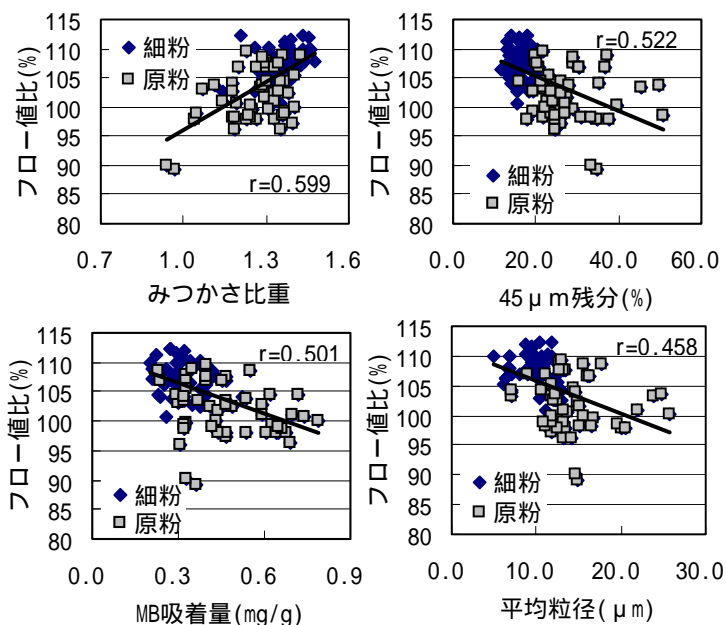 フロー値比(%)
115
110
105
100
95
90
85
80
細粉
原粉
r=0.599
0.7
1.0
1.3
1.6
みつかさ比重
フロー値比(%)
115
110
105
100
95
90
85
80
r=0.522
細粉
原粉
0.0
20.0
40.0
60.0
45μm残分(%)
フロー値比(%)
115
110
105
100
95
90
85
80
r=0.501
細粉
原粉
0.0
0.3
0.6
0.9
MB吸着量(mg/g)
フロー値比(%)
115
110
105
100
95
90
85
80
r=0.458
細粉
原粉
0.0
10.0
20.0
30.0
平均粒径(μm)